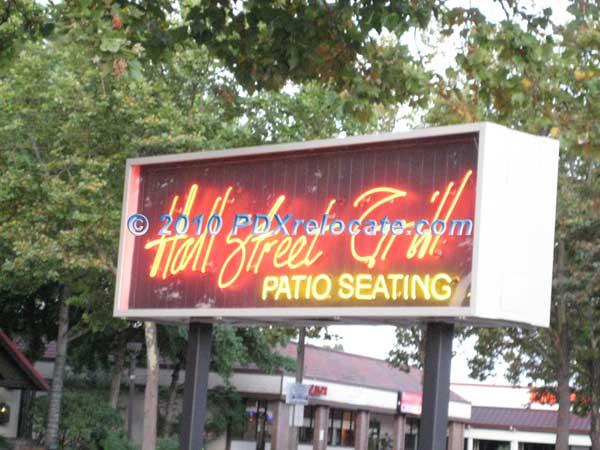 Hall Street Grill
© 2010 PDXrelocate.com
PATIO SEATING